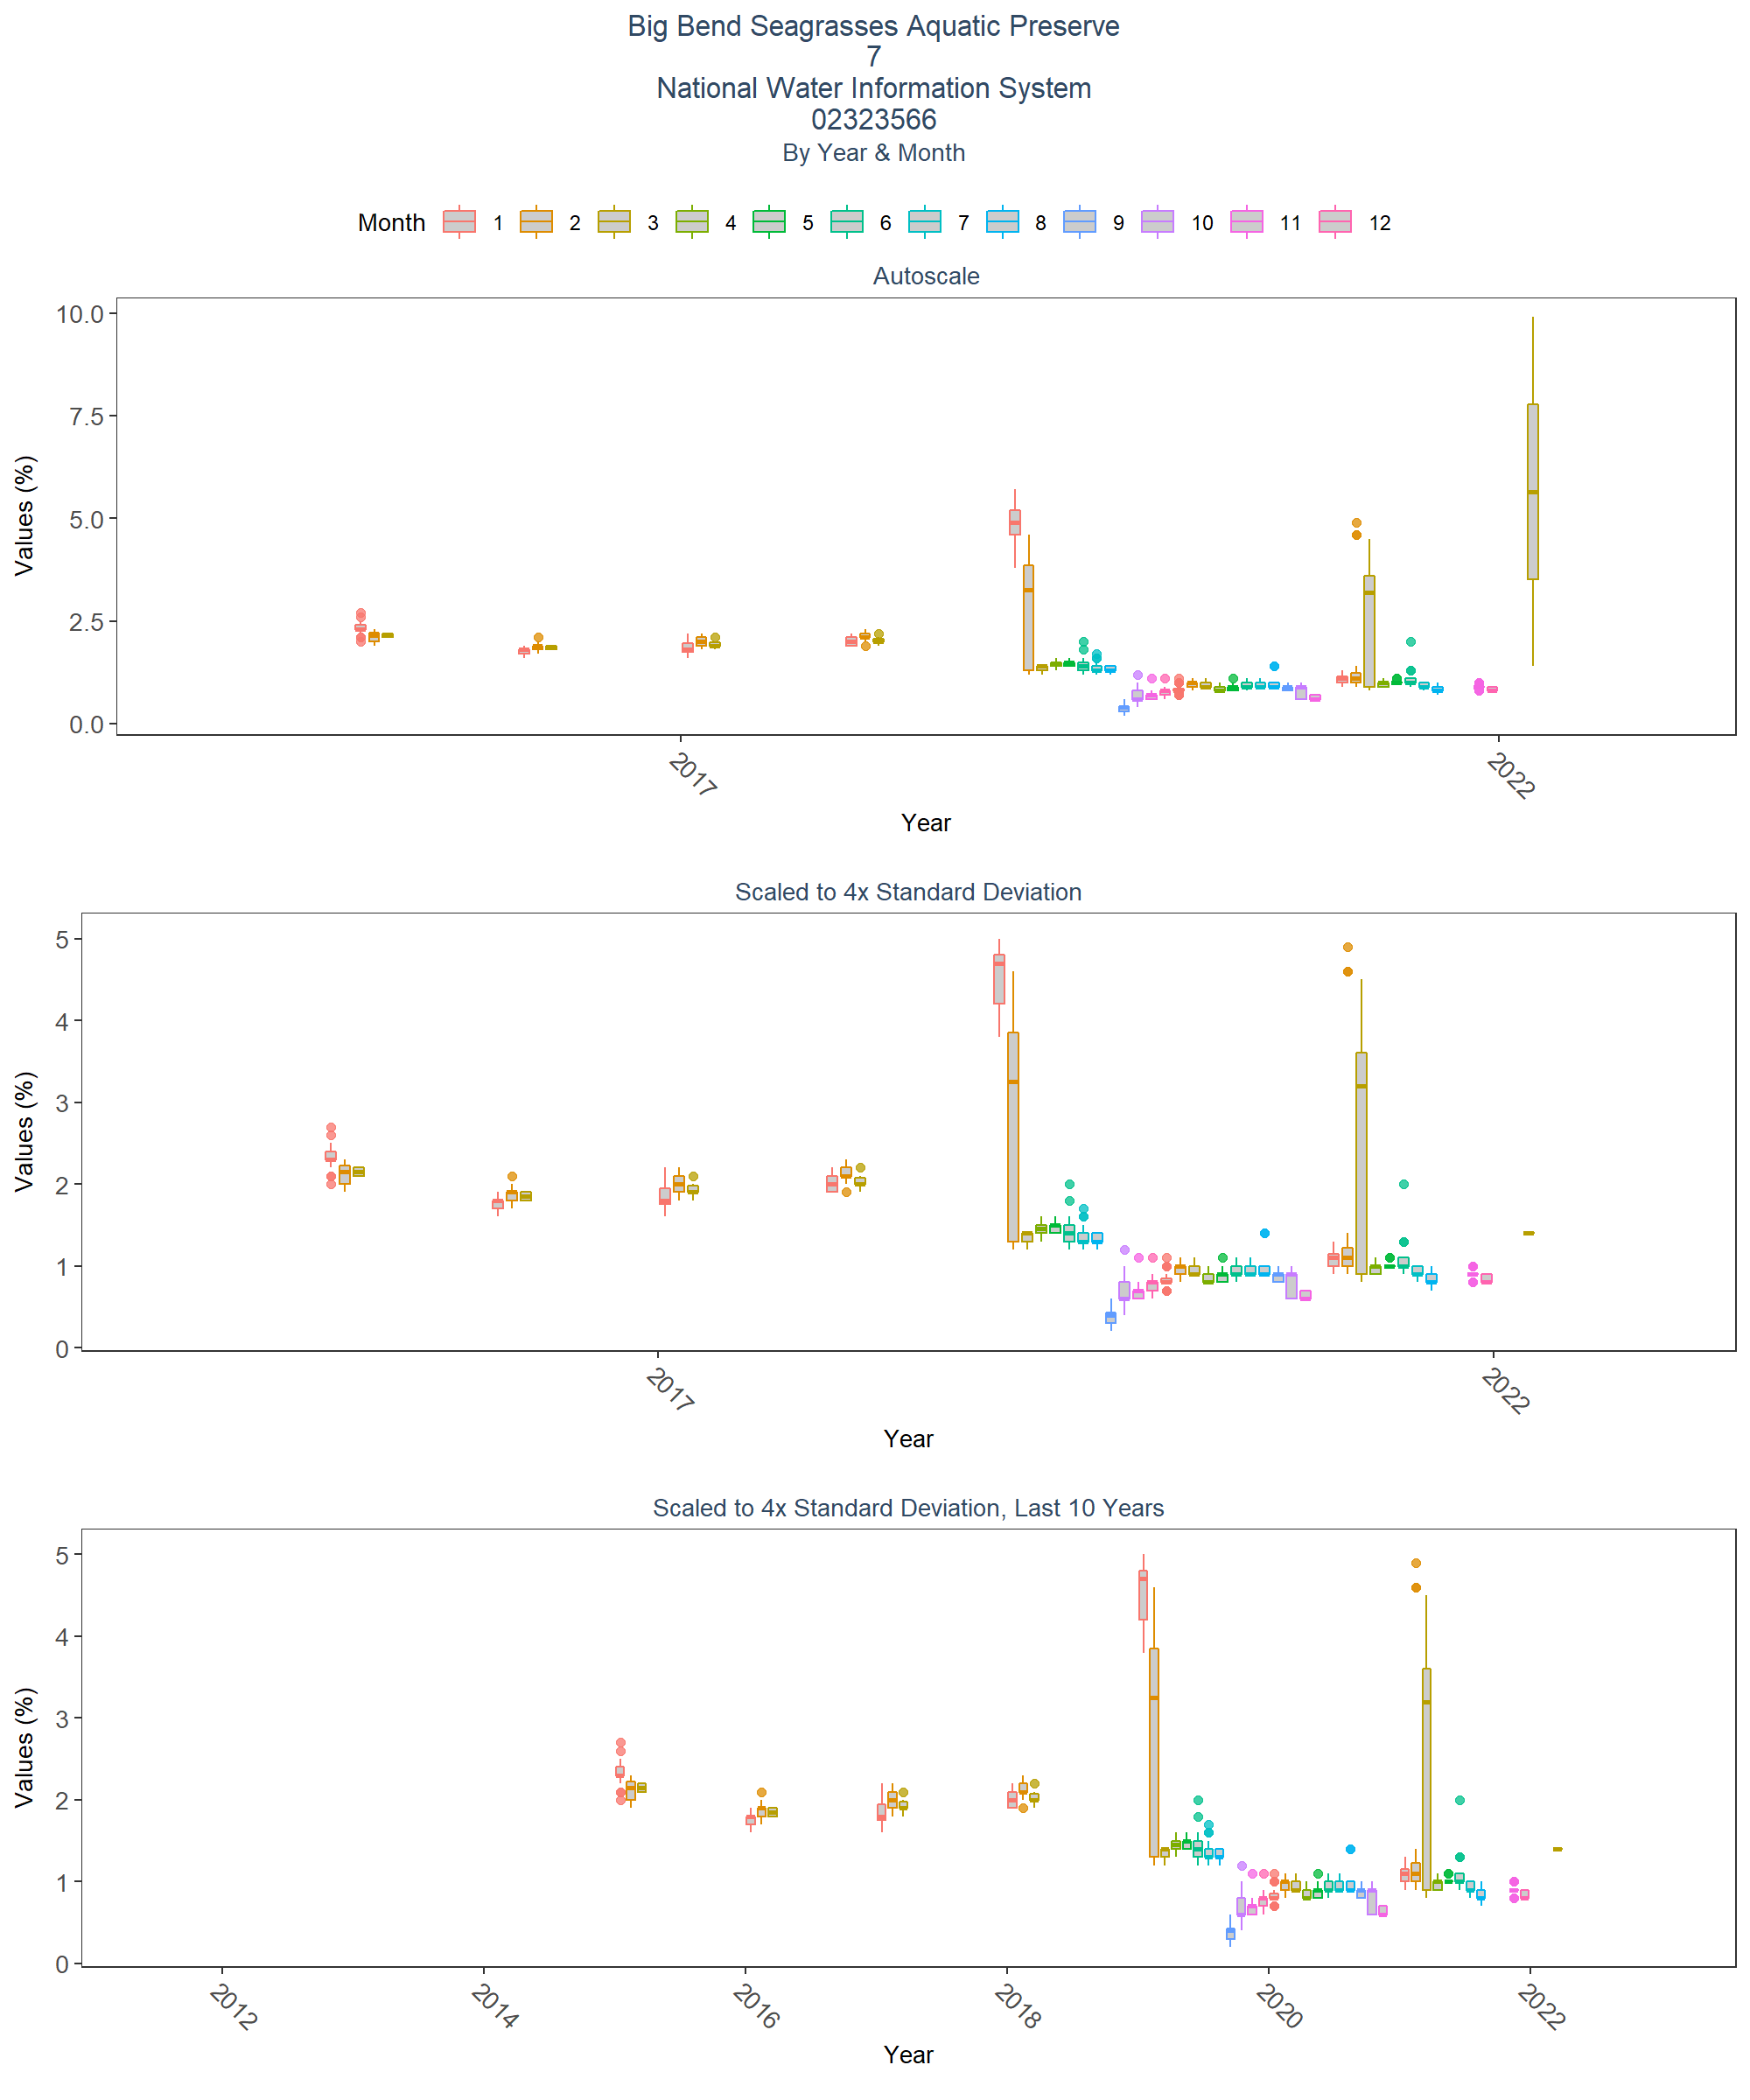 Big Bend Seagrasses Aquatic Preserve
7
National Water Information System
02323566
By Year & Month
Month 1 2 3 4 5 6 7 8 9 10 11 12
Autoscale
10.0
7.5
5.0
2.5
0.0
Values (%)
2017 2022
Year
Scaled to 4x Standard Deviation
5
4
3
2
1
0
Values (%)
2017 2022
Year
Scaled to 4x Standard Deviation, Last 10 Years
5
4
3
2
1
0
Values (%)
2012 2014 2016 2018 2020 2022
Year